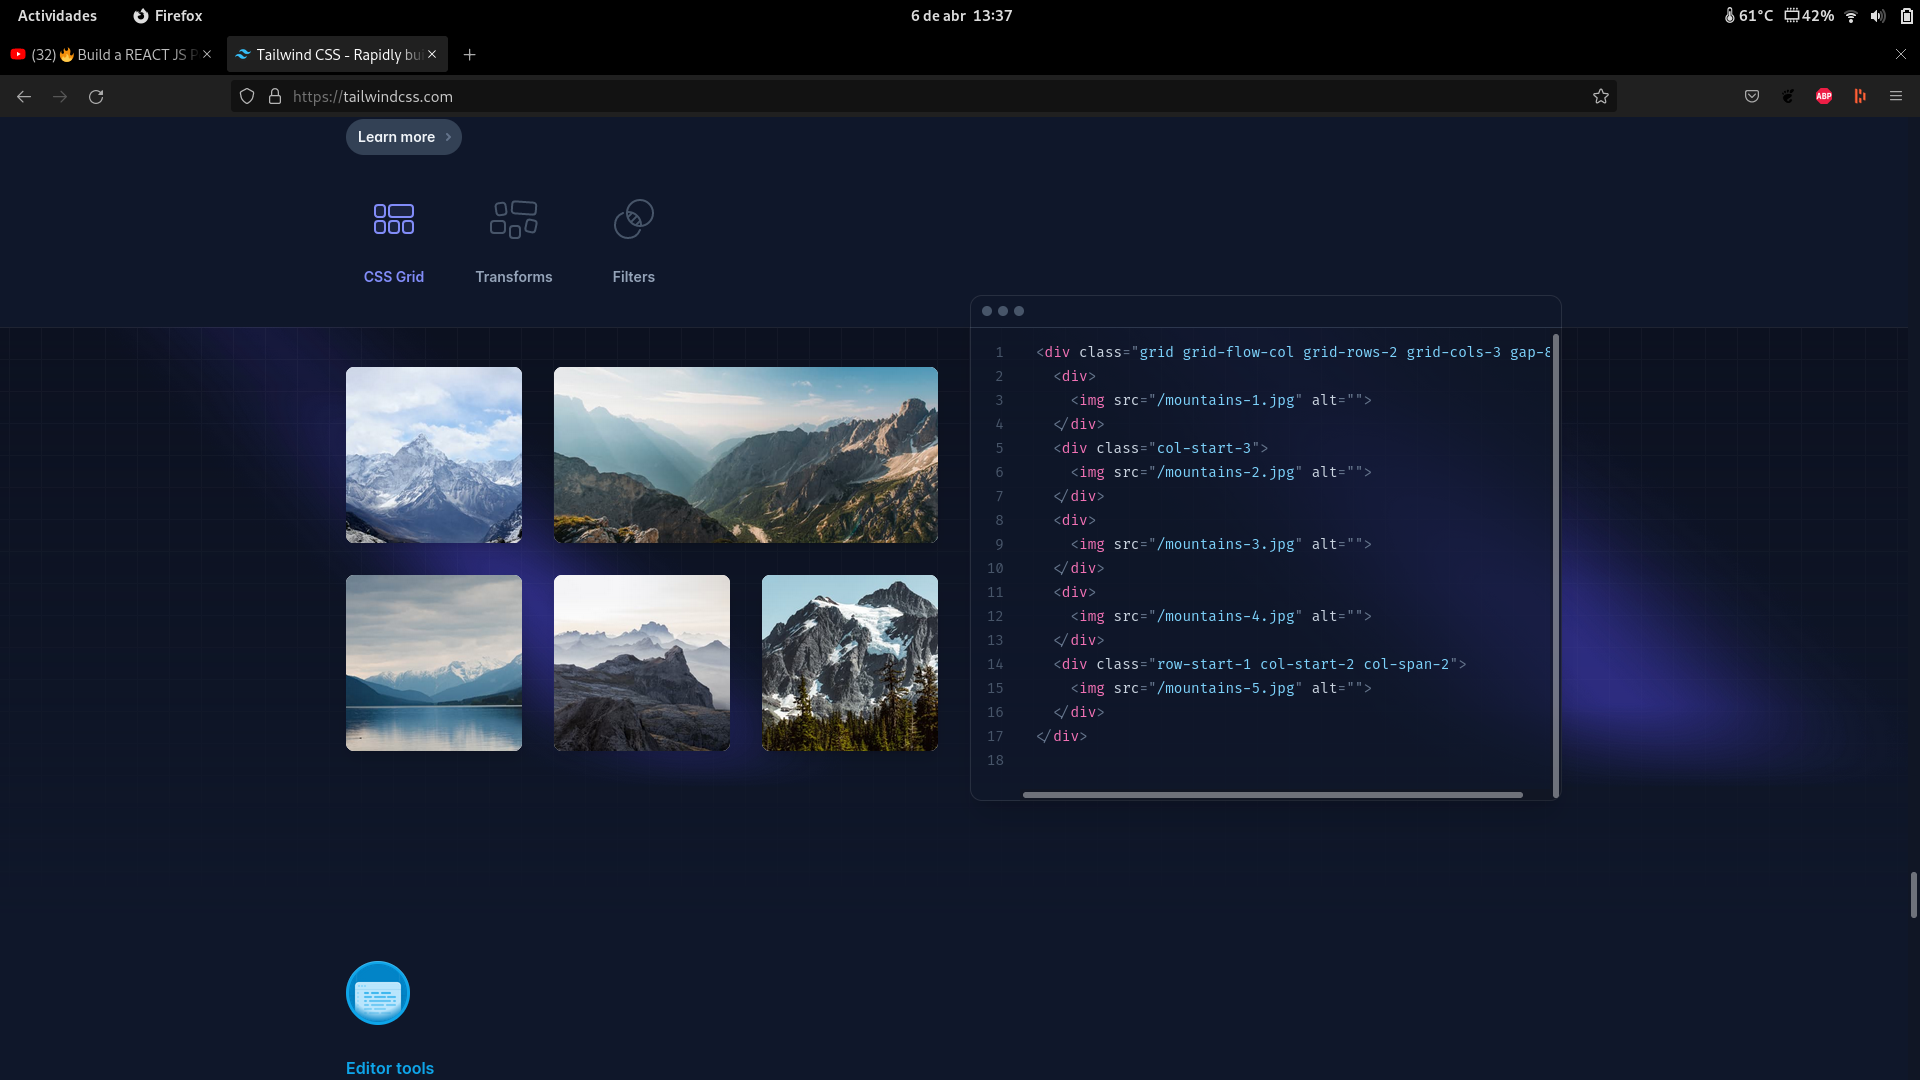 Actividades Firefox 6 de abr 13:37 61°C 42%
(32)🔥Build a REACT JS P Tailwind CSS - Rapidly bui
https://tailwindcss.com ABP
Learn more
CSS Grid Transforms Filters
1 <div class="grid grid-flow-col grid-rows-2 grid-cols-3 gap-8
2 <div>
3 <img src="/mountains-1.jpg" alt="">
4 </div>
5 <div class="col-start-3">
6 <img src="/mountains-2.jpg" alt="">
7 </div>
8 <div>
9 <img src="/mountains-3.jpg" alt="">
10 </div>
11 <div>
12 <img src="/mountains-4.jpg" alt="">
13 </div>
14 <div class="row-start-1 col-start-2 col-span-2">
15 <img src="/mountains-5.jpg" alt="">
16 </div>
17 </div>
18
Editor tools